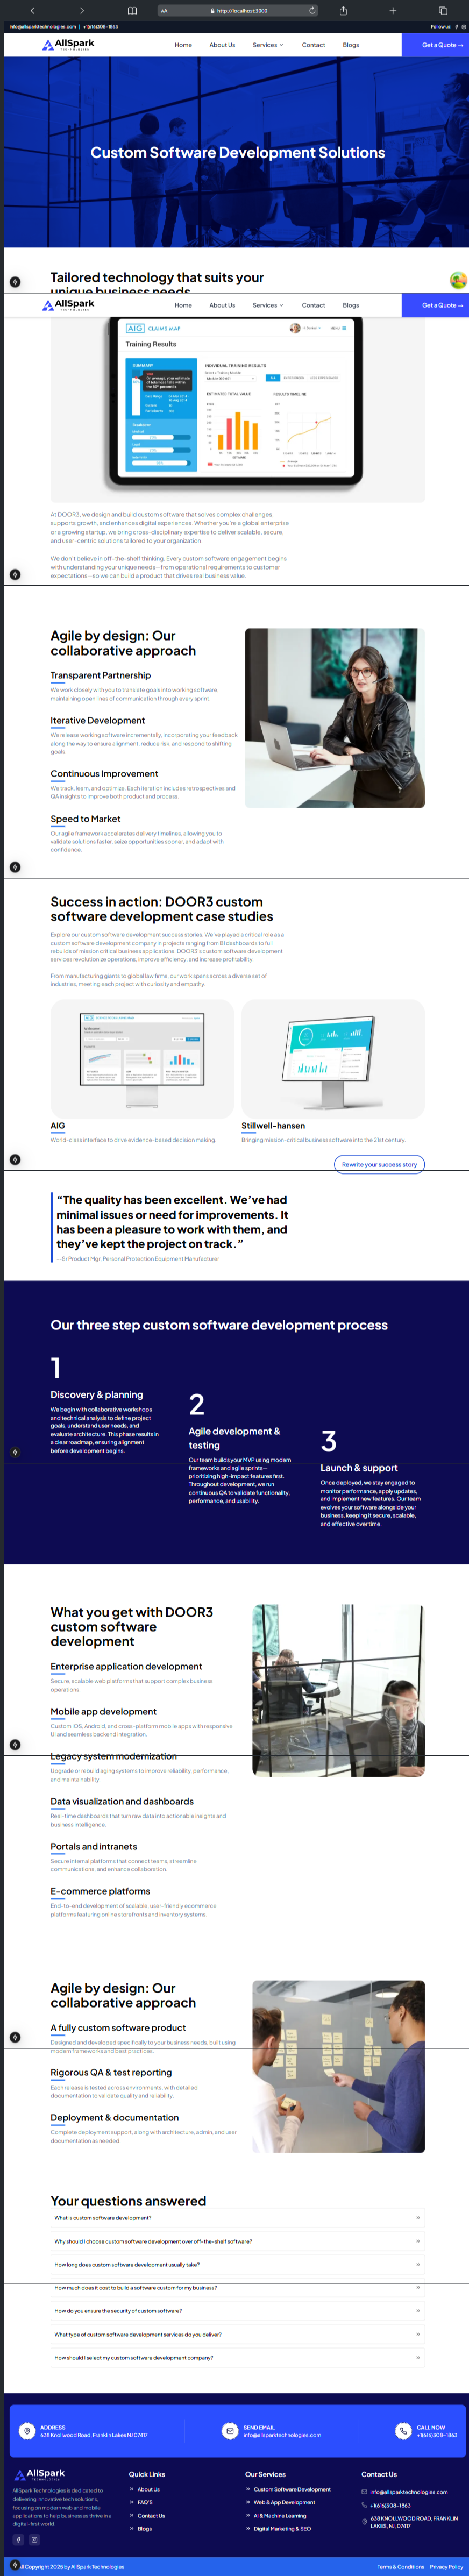 AA
http://localhost:3000
info@allsparktechnologies.com | +1(616)308-1863
Follow us:
AllSpark
TECHNOLOGIES
Home
About Us
Services
Contact
Blogs
Get a Quote →
Custom Software Development Solutions
Tailored technology that suits your
unique business needs
AllSpark
TECHNOLOGIES
Home
About Us
Services
Contact
Blogs
Get a Quote →
AIG CLAIMS MAP
MENU
Training Results
SUMMARY
INDIVIDUAL TRAINING RESULTS
ESTIMATED TOTAL VALUE
RESULTS TIMELINE
Breakdown
At DOOR3, we design and build custom software that solves complex challenges,
supports growth, and enhances digital experiences. Whether you're a global enterprise
or a growing startup, we bring cross-disciplinary expertise to deliver scalable, secure,
and user-centric solutions tailored to your organization.
We don't believe in off-the-shelf thinking. Every custom software engagement begins
with understanding your unique needs—from operational requirements to customer
expectations—so we can build a product that drives real business value.
Agile by design: Our
collaborative approach
Transparent Partnership
We work closely with you to translate goals into working software,
maintaining open lines of communication through every sprint.
Iterative Development
We release working software incrementally, incorporating your feedback
along the way to ensure alignment, reduce risk, and respond to shifting
goals.
Continuous Improvement
We track, learn, and optimize. Each iteration includes retrospectives and
QA insights to improve both product and process.
Speed to Market
Our agile framework accelerates delivery timelines, allowing you to
validate solutions faster, seize opportunities sooner, and adapt with
confidence.
Success in action: DOOR3 custom
software development case studies
Explore our custom software development success stories. We've played a critical role as a
custom software development company in projects ranging from BI dashboards to full
rebuilds of mission critical business applications. DOOR3's custom software development
services revolutionize operations, improve efficiency, and increase profitability.
From manufacturing giants to global law firms, our work spans across a diverse set of
industries, meeting each project with curiosity and empathy.
AIG
World-class interface to drive evidence-based decision making.
Stillwell-hansen
Bringing mission-critical business software into the 21st century.
Rewrite your success story
“The quality has been excellent. We've had
minimal issues or need for improvements. It
has been a pleasure to work with them, and
they've kept the project on track.”
—Sr Product Mgr, Personal Protection Equipment Manufacturer
Our three step custom software development process
1
Discovery & planning
We begin with collaborative workshops
and technical analysis to define project
goals, understand user needs, and
evaluate architecture. This phase results in
a clear roadmap, ensuring alignment
before development begins.
2
Agile development &
testing
Our team builds your MVP using modern
frameworks and agile sprints—
prioritizing high-impact features first.
Throughout development, we run
continuous QA to validate functionality,
performance, and usability.
3
Launch & support
Once deployed, we stay engaged to
monitor performance, apply updates,
and implement new features. Our team
evolves your software alongside your
business, keeping it secure, scalable,
and effective over time.
What you get with DOOR3
custom software
development
Enterprise application development
Secure, scalable web platforms that support complex business
operations.
Mobile app development
Custom iOS, Android, and cross-platform mobile apps with responsive
UI and seamless backend integration.
Legacy system modernization
Upgrade or rebuild aging systems to improve reliability, performance,
and maintainability.
Data visualization and dashboards
Real-time dashboards that turn raw data into actionable insights and
business intelligence.
Portals and intranets
Secure internal platforms that connect teams, streamline
communications, and enhance collaboration.
E-commerce platforms
End-to-end development of scalable, user-friendly ecommerce
platforms featuring online storefronts and inventory systems.
Agile by design: Our
collaborative approach
A fully custom software product
Designed and developed specifically to your business needs, built using
modern frameworks and best practices.
Rigorous QA & test reporting
Each release is tested across environments, with detailed
documentation to validate quality and reliability.
Deployment & documentation
Complete deployment support, along with architecture, admin, and user
documentation as needed.
Your questions answered
What is custom software development?
Why should I choose custom software development over off-the-shelf software?
How long does custom software development usually take?
How much does it cost to build a software custom for my business?
How do you ensure the security of custom software?
What type of custom software development services do you deliver?
How should I select my custom software development company?
ADDRESS
638 Knollwood Road, Franklin Lakes NJ 07417
SEND EMAIL
info@allsparktechnologies.com
CALL NOW
+1(616)308-1863
AllSpark
TECHNOLOGIES
AllSpark Technologies is dedicated to
delivering innovative tech solutions,
focusing on modern web and mobile
applications to help businesses thrive in a
digital-first world.
Quick Links
About Us
FAQ'S
Contact Us
Blogs
Our Services
Custom Software Development
Web & App Development
AI & Machine Learning
Digital Marketing & SEO
Contact Us
info@allsparktechnologies.com
+1(616)308-1863
638 KNOLLWOOD ROAD, FRANKLIN
LAKES, NJ, 07417
Copyright 2025 by AllSpark Technologies
Terms & Conditions
Privacy Policy